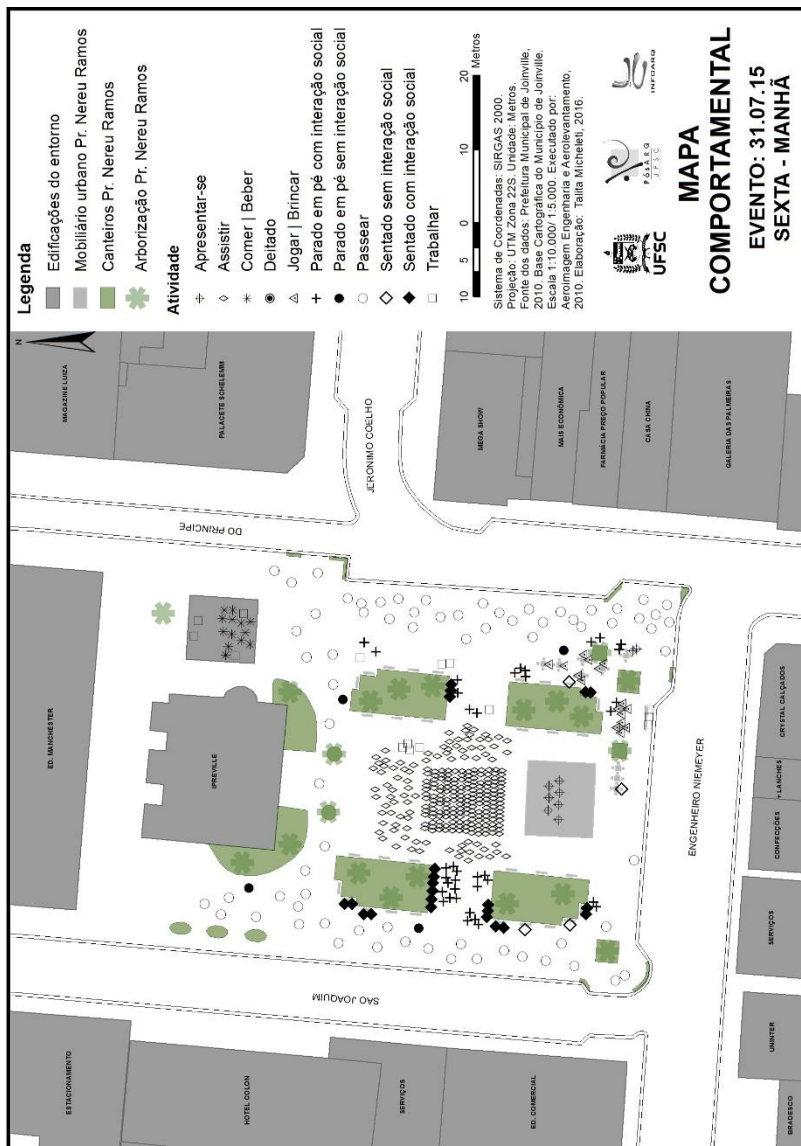 Legenda
Edificações do entorno
Mobiliário urbano Pr. Nereu Ramos
Canteiros Pr. Nereu Ramos
Arborização Pr. Nereu Ramos
Atividade
Apresentar-se
Assistir
Comer | Beber
Deitado
Jogar | Brincar
Parado em pé com interação social
Parado em pé sem interação social
Passear
Sentado sem interação social
Sentado com interação social
Trabalhar
10 5 0 10 20
Metros
Sistema de Coordenadas: SIRGAS 2000.
Projeção: UTM Zona 22S. Unidade: Metros.
Fonte dos dados: Prefeitura Municipal de Joinville,
2010. Base Cartográfica do Município de Joinville.
Escala 1:10.000/ 1:5.000. Executado por:
Aeroimagem Engenharia e Aerolevantamento,
2010. Elaboração: Talita Micheleti, 2016.
UFSC
PósARQ
UFSC
INFOARQ
MAPA
COMPORTAMENTAL
EVENTO: 31.07.15
SEXTA - MANHÃ
N
MAGAZINE LUIZA
PALACETE SCHELEMM
JERONIMO COELHO
MEGA SHOW
MAIS ECONÔMICA
FARMÁCIA PREÇO POPULAR
CASA CHINA
GALERIA DAS PALMEIRAS
DO PRINCIPE
ED. MANCHESTER
IPREVILLE
ENGENHEIRO NIEMEYER
CRYSTAL CALÇADOS
+ LANCHES
CONFECÇÕES
SERVIÇOS
UNINTER
BRADESCO
SAO JOAQUIM
ESTACIONAMENTO
HOTEL COLON
SERVIÇOS
ED. COMERCIAL